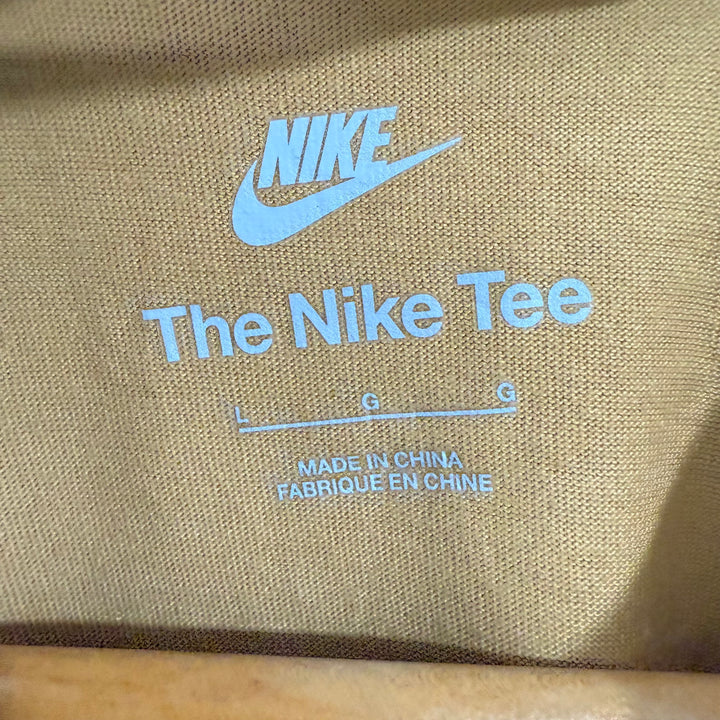 NIKE
The Nike Tee
L G G
MADE IN CHINA
FABRIQUE EN CHINE